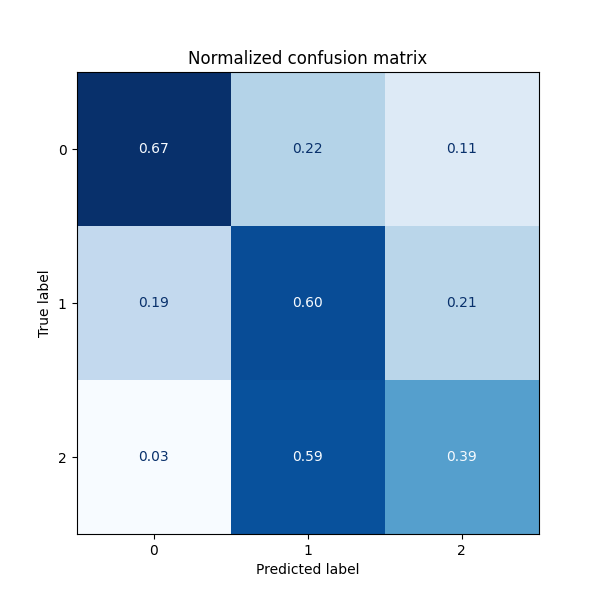 Normalized confusion matrix
0 0.67 0.22 0.11
True label
1 0.19 0.60 0.21
2 0.03 0.59 0.39
0 1 2
Predicted label